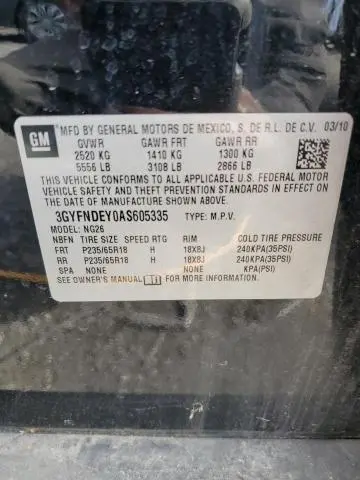 GM
MFD BY GENERAL MOTORS DE MEXICO, S. DE R.L. DE C.V. 03/10
GVWR GAWR FRT GAWR RR
2520 KG 1410 KG 1300 KG
5556 LB 3108 LB 2866 LB
THIS VEHICLE CONFORMS TO ALL APPLICABLE U.S. FEDERAL MOTOR
VEHICLE SAFETY AND THEFT PREVENTION STANDARDS IN EFFECT ON
THE DATE OF MANUFACTURE SHOWN ABOVE.
3GYFNDEY0AS605335 TYPE: M.P.V.
MODEL: NG26
NBFN TIRE SIZE SPEED RTG RIM COLD TIRE PRESSURE
FRT P235/65R18 H 18X8J 240KPA(35PSI)
RR P235/65R18 H 18X8J 240KPA(35PSI)
SPA NONE NONE KPA(PSI)
SEE OWNER'S MANUAL FOR MORE INFORMATION.